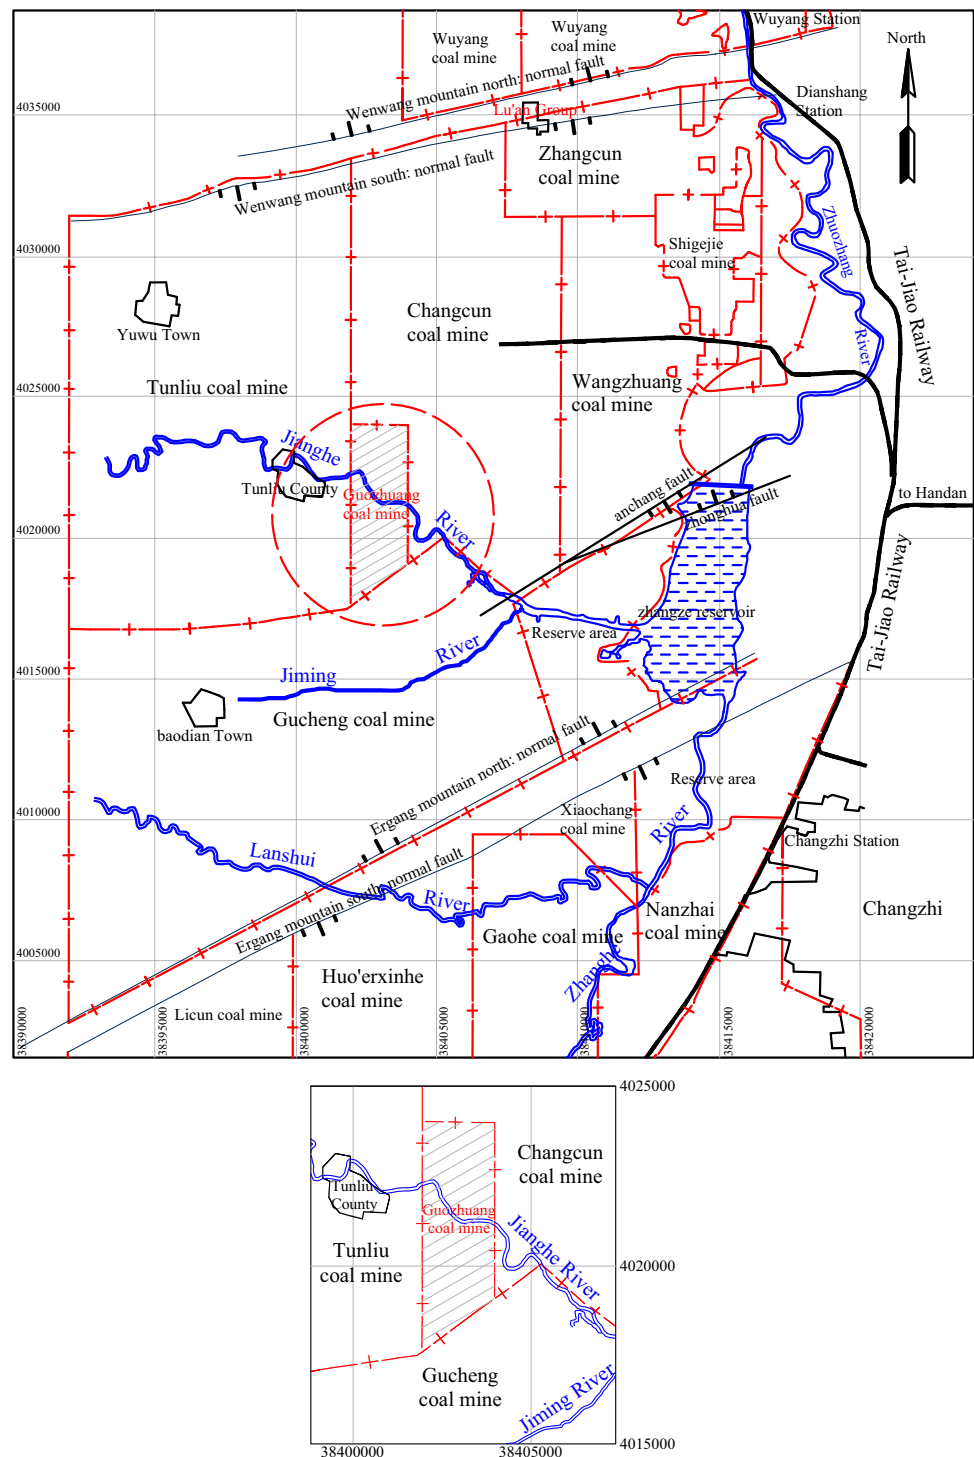 Wuyang Station
Wuyang
coal mine
Wuyang
coal mine
North
Wenwang mountain north: normal fault
Dianshang
Station
4035000
Lu'an Group
Zhangcun
coal mine
Wenwang mountain south: normal fault
Zhuozhang
River
4030000
Shigejie
coal mine
Tai-Jiao Railway
Yuwu Town
Changcun
coal mine
4025000
Tunliu coal mine
Wangzhuang
coal mine
Jianghe
River
Tunliu County
Guozhuang
coal mine
anchang fault
zhonghua fault
to Handan
4020000
Tai-Jiao Railway
zhangze reservoir
Reserve area
Jiming
River
4015000
Gucheng coal mine
baodian Town
Ergang mountain north: normal fault
Reserve area
4010000
Xiaochang
coal mine
River
Changzhi Station
Lanshui
River
Ergang mountain south: normal fault
Nanzhai
coal mine
Changzhi
Gaohe coal mine
4005000
Zhanghe
Huo'erxinhe
coal mine
Licun coal mine
38390000
38395000
38400000
38405000
38415000
38420000
4025000
Changcun
coal mine
Tunliu
County
Guozhuang
coal mine
Jianghe River
Tunliu
coal mine
4020000
Gucheng
coal mine
Jiming River
4015000
38400000
38405000